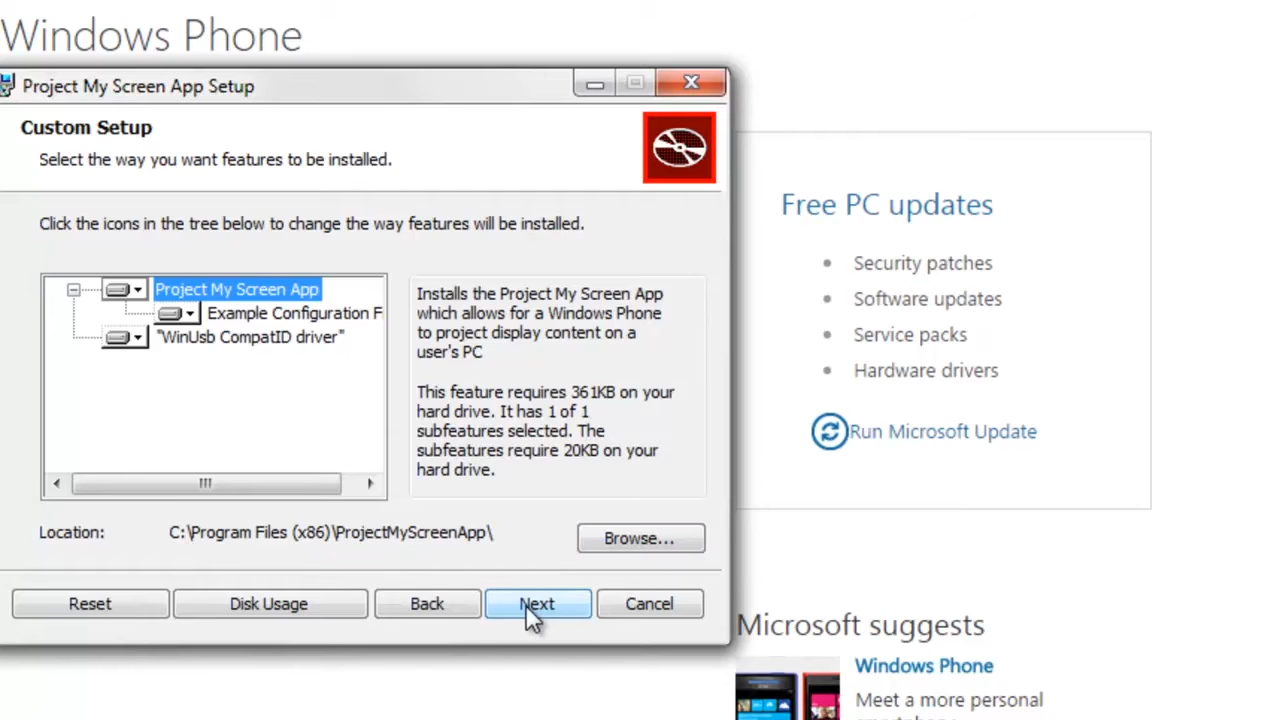 Windows Phone
Project My Screen App Setup
Custom Setup
Select the way you want features to be installed.
Click the icons in the tree below to change the way features will be installed.
Project My Screen App
Example Configuration F
"WinUsb CompatID driver"
Installs the Project My Screen App
which allows for a Windows Phone
to project display content on a
user's PC
This feature requires 361KB on your
hard drive. It has 1 of 1
subfeatures selected. The
subfeatures require 20KB on your
hard drive.
Location: C:\Program Files (x86)\ProjectMyScreenApp\
Browse...
Reset Disk Usage Back Next Cancel
Free PC updates
• Security patches
• Software updates
• Service packs
• Hardware drivers
Run Microsoft Update
Microsoft suggests
Windows Phone
Meet a more personal